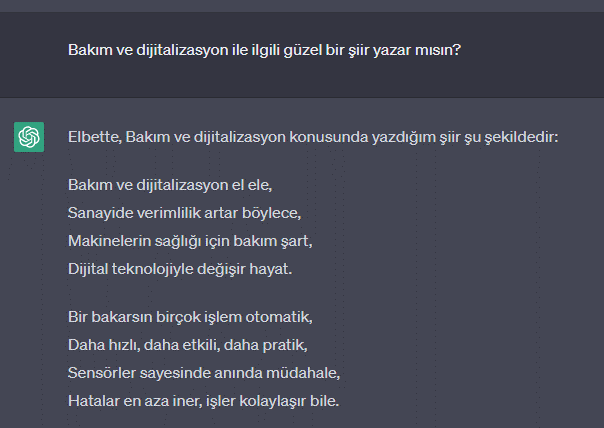 Bakım ve dijitalizasyon ile ilgili güzel bir şiir yazar mısın?
Elbette, Bakım ve dijitalizasyon konusunda yazdığım şiir şu şekildedir:
Bakım ve dijitalizasyon el ele,
Sanayide verimlilik artar böylece,
Makinelerin sağlığı için bakım şart,
Dijital teknolojiyle değişir hayat.
Bir bakarsın birçok işlem otomatik,
Daha hızlı, daha etkili, daha pratik,
Sensörler sayesinde anında müdahale,
Hatalar en aza iner, işler kolaylaşır bile.